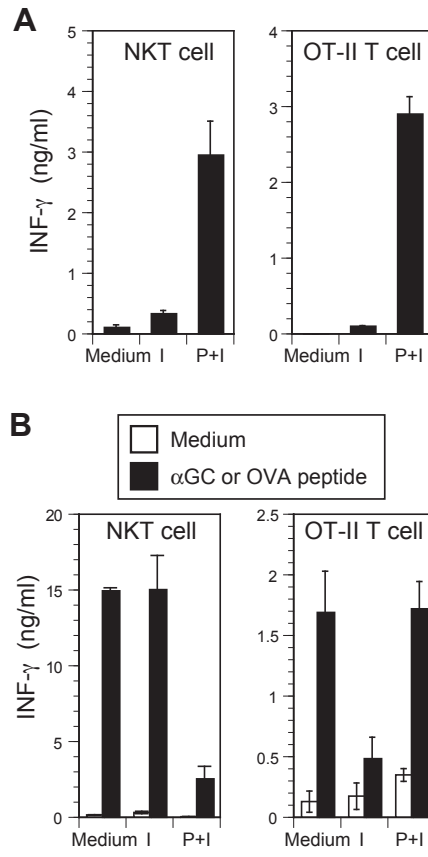 A
NKT cell
OT-II T cell
INF-γ (ng/ml)
5
4
3
2
1
0
4
3
2
1
0
Medium I P+I
Medium I P+I
B
Medium
αGC or OVA peptide
NKT cell
OT-II T cell
INF-γ (ng/ml)
20
15
10
5
0
2.5
2
1.5
1
0.5
0
Medium I P+I
Medium I P+I